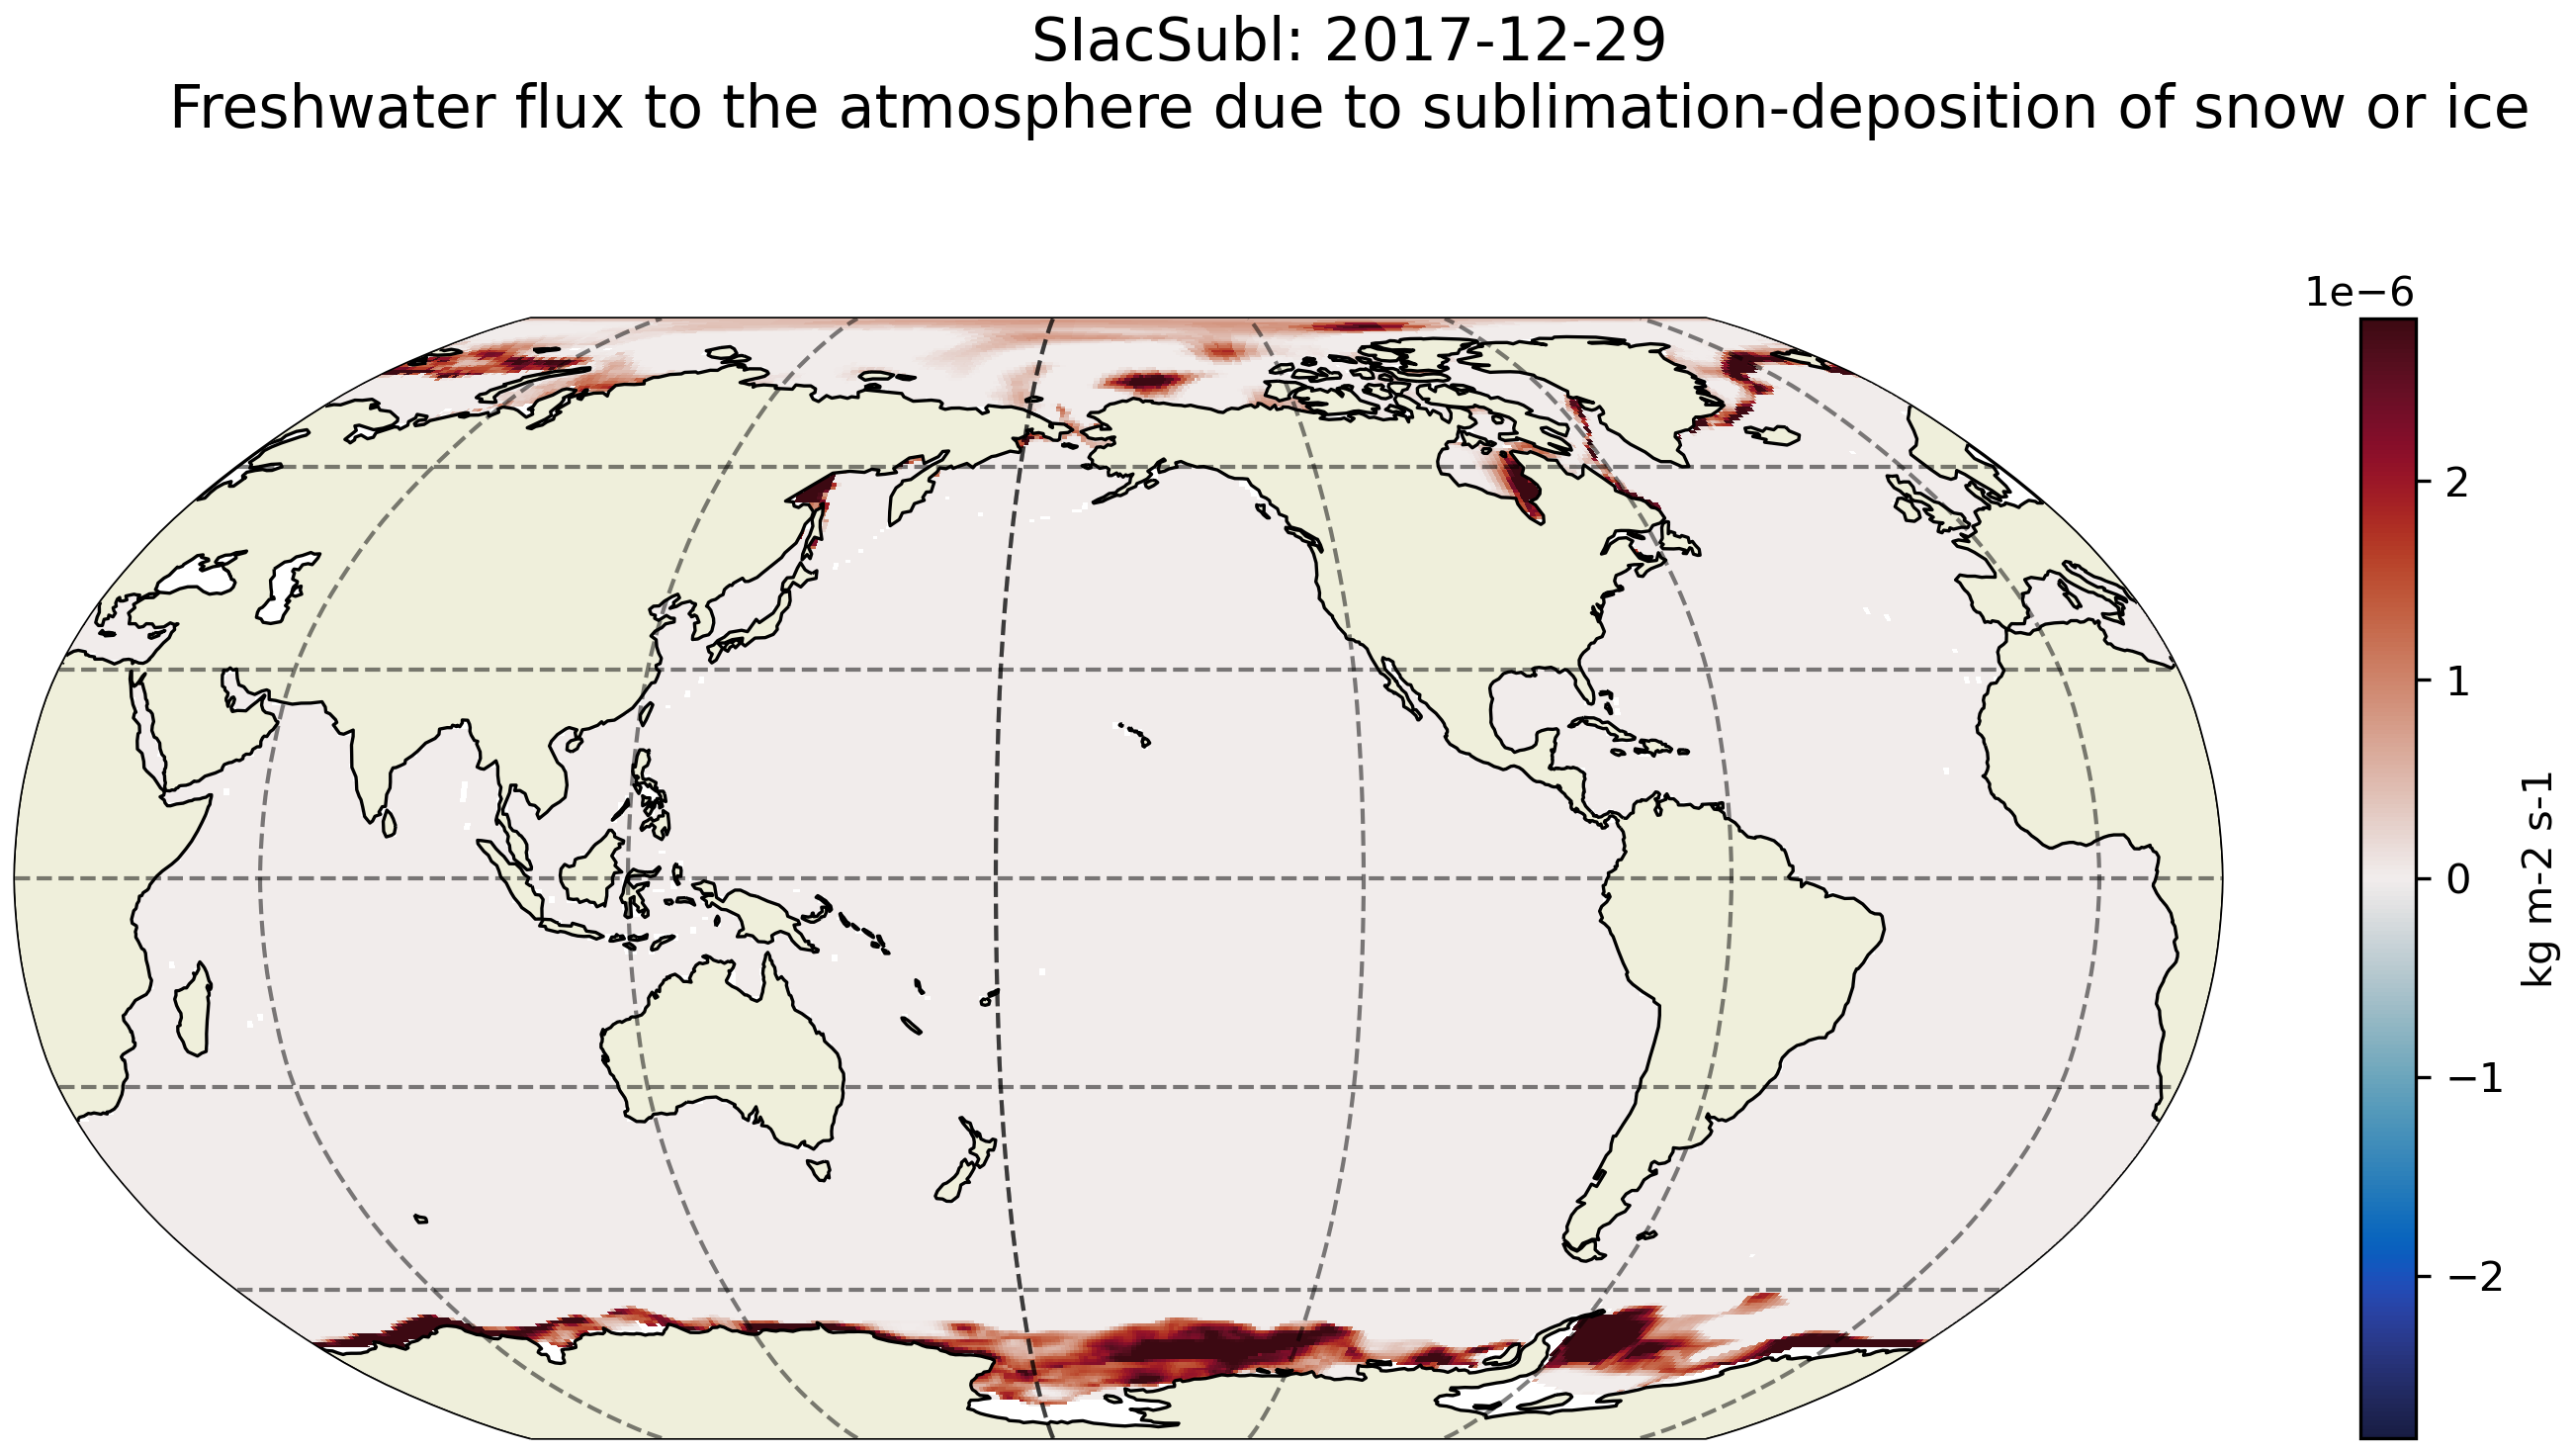 SIacSubl: 2017-12-29
Freshwater flux to the atmosphere due to sublimation-deposition of snow or ice
1e−6
2
1
0
−1
−2
kg m-2 s-1